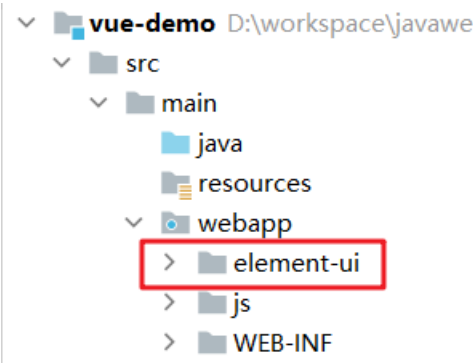 vue-demo D:\workspace\javawe
src
main
java
resources
webapp
element-ui
js
WEB-INF